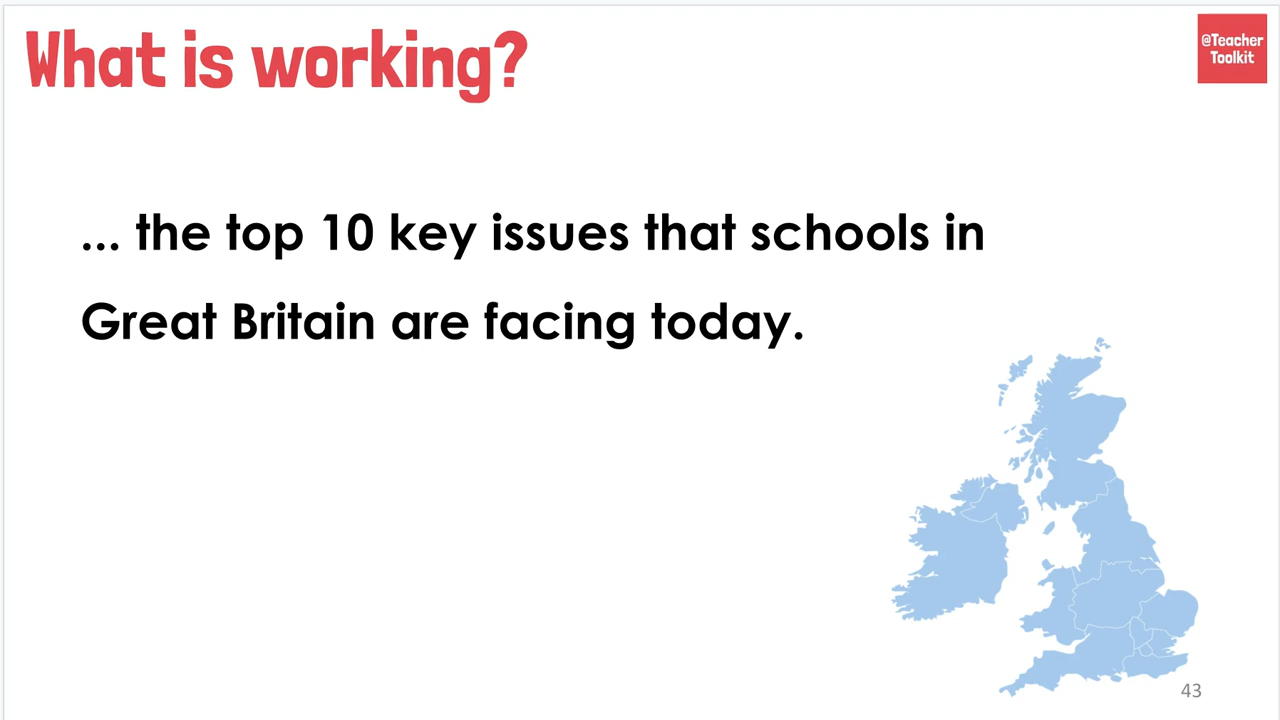 What is working?
@Teacher
Toolkit
... the top 10 key issues that schools in
Great Britain are facing today.
43